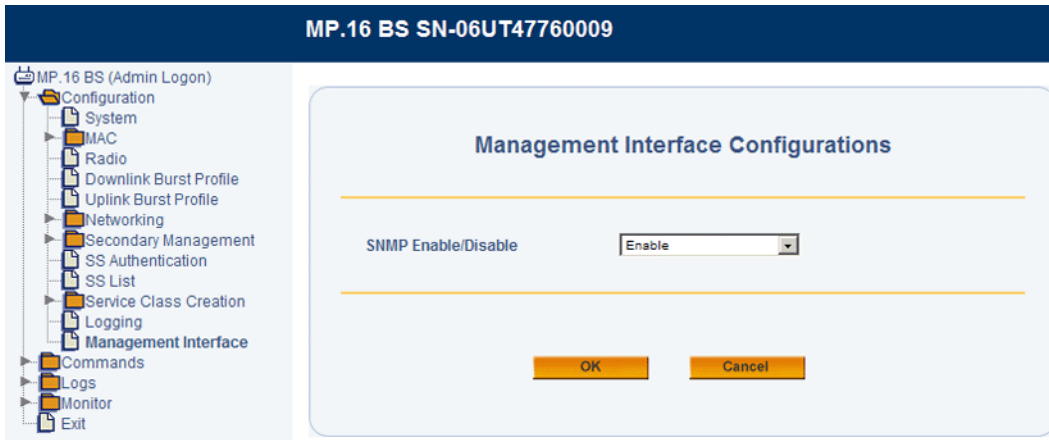 MP.16 BS SN-06UT47760009
MP.16 BS (Admin Logon)
Configuration
System
MAC
Radio
Downlink Burst Profile
Uplink Burst Profile
Networking
Secondary Management
SS Authentication
SS List
Service Class Creation
Logging
Management Interface
Commands
Logs
Monitor
Exit
Management Interface Configurations
SNMP Enable/Disable
Enable
OK
Cancel